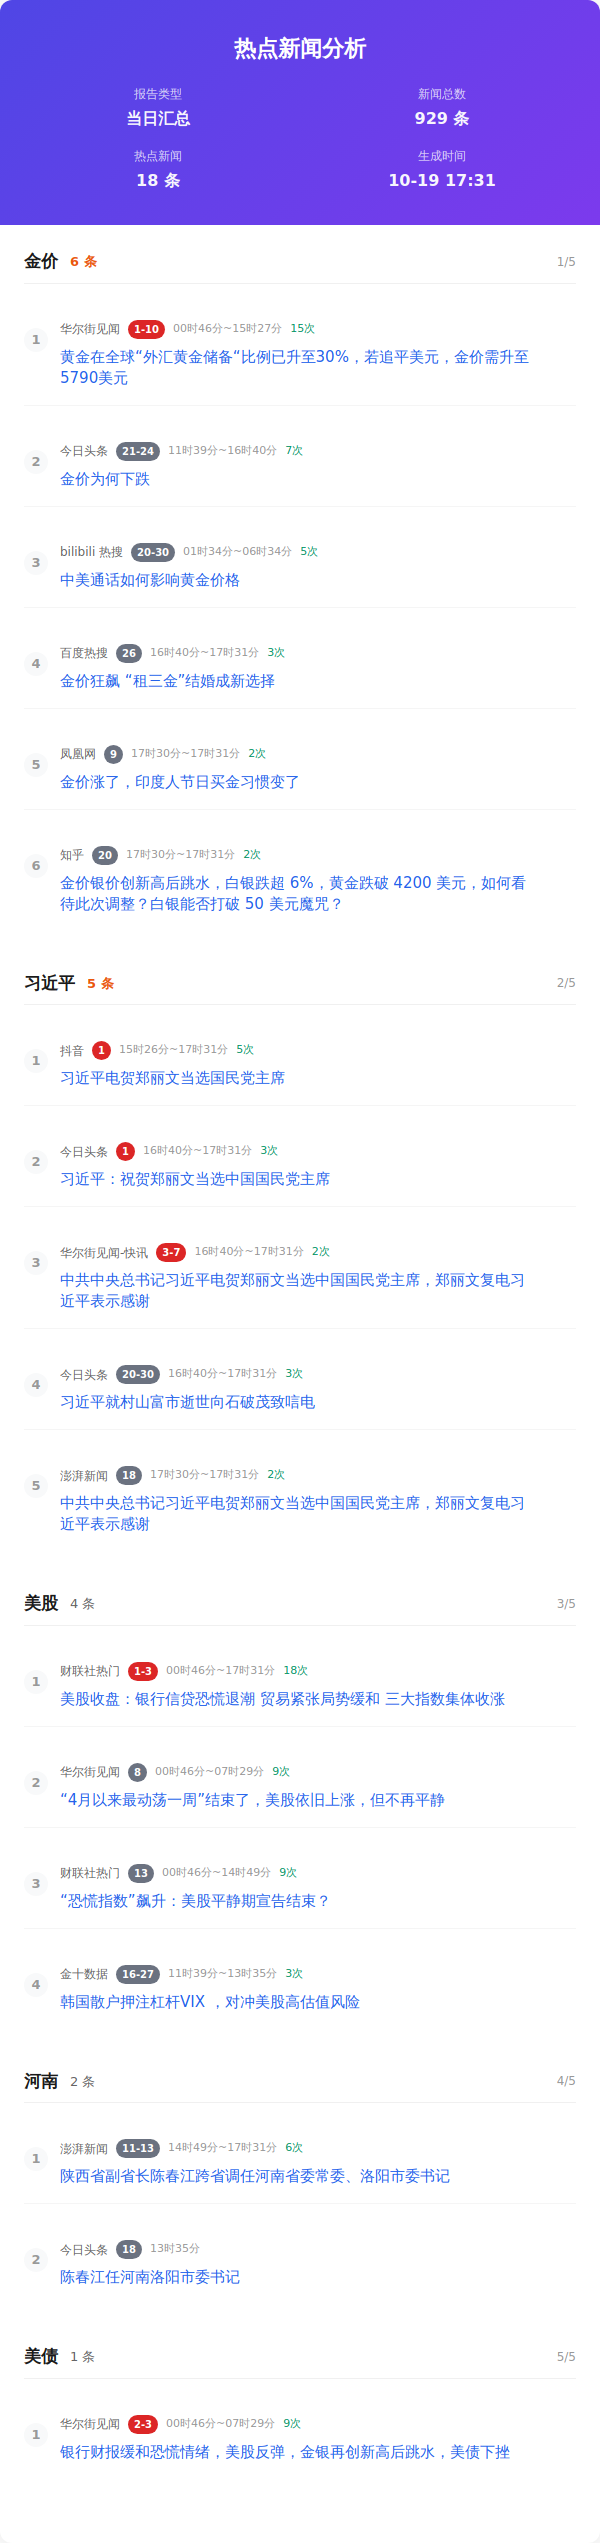 热点新闻分析
报告类型
新闻总数
当日汇总
929 条
热点新闻
生成时间
18 条
10-19 17:31
金价 6 条 1/5
1
华尔街见闻 1-10 00时46分~15时27分 15次
黄金在全球“外汇黄金储备“比例已升至30%，若追平美元，金价需升至
5790美元
2
今日头条 21-24 11时39分~16时40分 7次
金价为何下跌
3
bilibili 热搜 20-30 01时34分~06时34分 5次
中美通话如何影响黄金价格
4
百度热搜 26 16时40分~17时31分 3次
金价狂飙 “租三金”结婚成新选择
5
凤凰网 9 17时30分~17时31分 2次
金价涨了，印度人节日买金习惯变了
6
知乎 20 17时30分~17时31分 2次
金价银价创新高后跳水，白银跌超 6%，黄金跌破 4200 美元，如何看
待此次调整？白银能否打破 50 美元魔咒？
习近平 5 条 2/5
1
抖音 1 15时26分~17时31分 5次
习近平电贺郑丽文当选国民党主席
2
今日头条 1 16时40分~17时31分 3次
习近平：祝贺郑丽文当选中国国民党主席
3
华尔街见闻-快讯 3-7 16时40分~17时31分 2次
中共中央总书记习近平电贺郑丽文当选中国国民党主席，郑丽文复电习
近平表示感谢
4
今日头条 20-30 16时40分~17时31分 3次
习近平就村山富市逝世向石破茂致唁电
5
澎湃新闻 18 17时30分~17时31分 2次
中共中央总书记习近平电贺郑丽文当选中国国民党主席，郑丽文复电习
近平表示感谢
美股 4 条 3/5
1
财联社热门 1-3 00时46分~17时31分 18次
美股收盘：银行信贷恐慌退潮 贸易紧张局势缓和 三大指数集体收涨
2
华尔街见闻 8 00时46分~07时29分 9次
“4月以来最动荡一周”结束了，美股依旧上涨，但不再平静
3
财联社热门 13 00时46分~14时49分 9次
“恐慌指数”飙升：美股平静期宣告结束？
4
金十数据 16-27 11时39分~13时35分 3次
韩国散户押注杠杆VIX ，对冲美股高估值风险
河南 2 条 4/5
1
澎湃新闻 11-13 14时49分~17时31分 6次
陕西省副省长陈春江跨省调任河南省委常委、洛阳市委书记
2
今日头条 18 13时35分
陈春江任河南洛阳市委书记
美债 1 条 5/5
1
华尔街见闻 2-3 00时46分~07时29分 9次
银行财报缓和恐慌情绪，美股反弹，金银再创新高后跳水，美债下挫